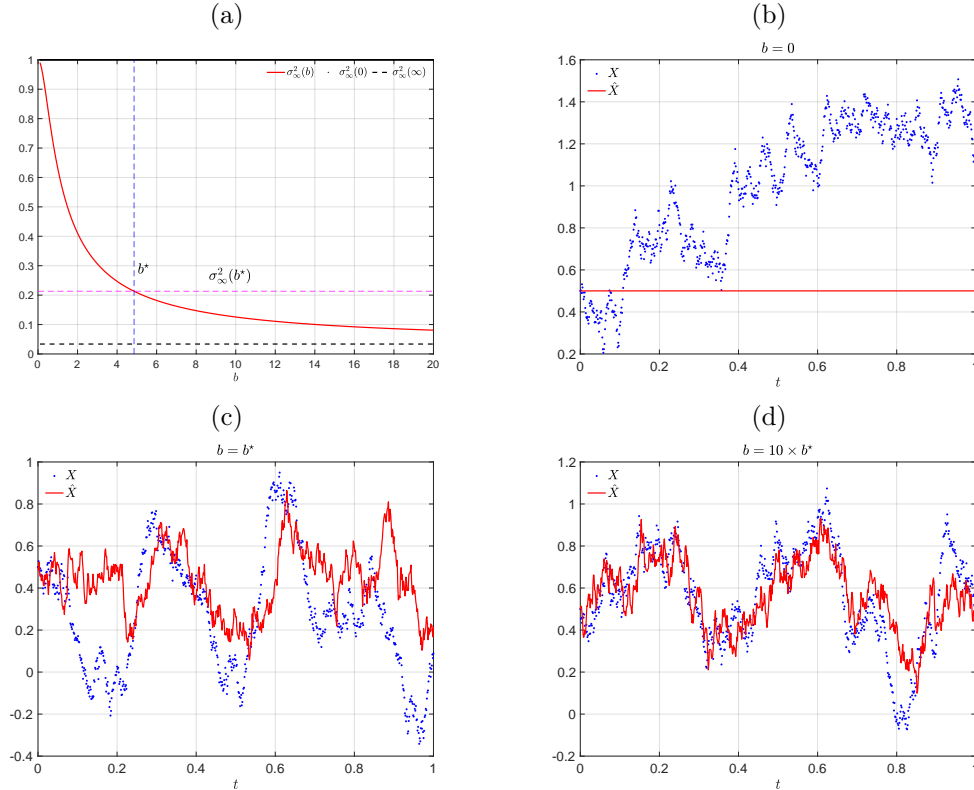 (a)
1
0.9
0.8
0.7
0.6
0.5
0.4
0.3
0.2
0.1
0
σ²∞(b) σ²∞(0) σ²∞(∞)
b⋆
σ²∞(b⋆)
0 2 4 6 8 10 12 14 16 18 20
b
(b)
b = 0
1.6
1.4
1.2
1
0.8
0.6
0.4
0.2
X
X̂
0 0.2 0.4 0.6 0.8 1
t
(c)
b = b⋆
1
0.8
0.6
0.4
0.2
0
-0.2
-0.4
X
X̂
0 0.2 0.4 0.6 0.8 1
t
(d)
b = 10 × b⋆
1.2
1
0.8
0.6
0.4
0.2
0
-0.2
X
X̂
0 0.2 0.4 0.6 0.8 1
t